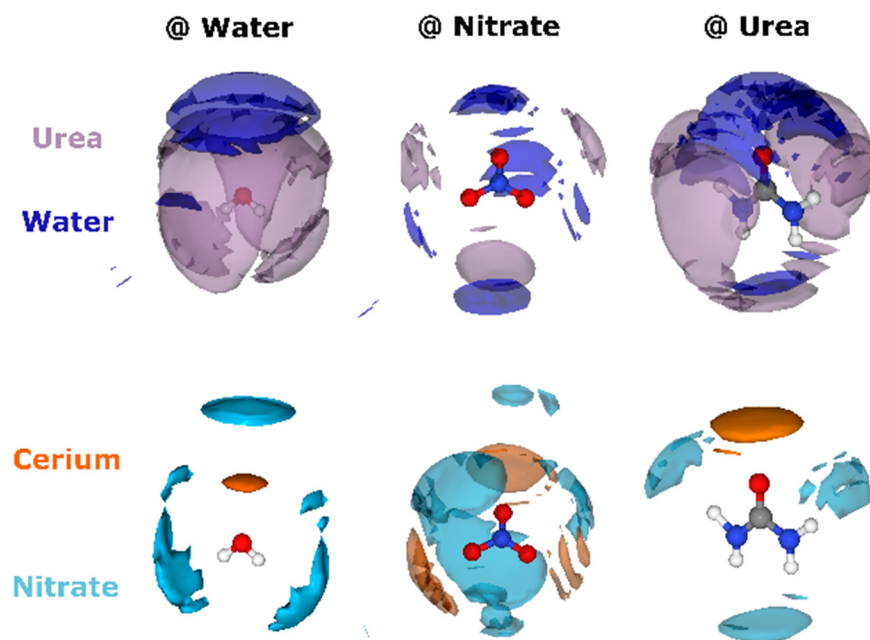 @ Water @ Nitrate @ Urea
Urea
Water
Cerium
Nitrate